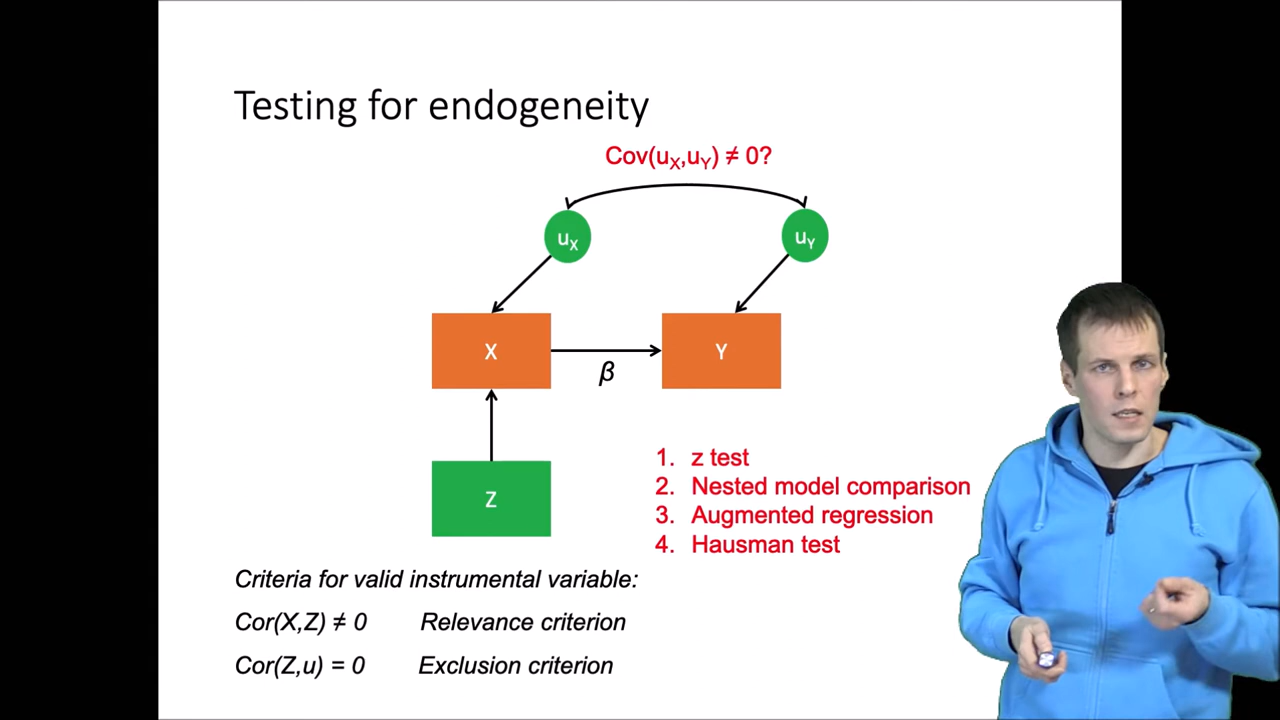 Testing for endogeneity
Cov(uX,uY) ≠ 0?
uX
uY
X
Y
β
Z
1. z test
2. Nested model comparison
3. Augmented regression
4. Hausman test
Criteria for valid instrumental variable:
Cor(X,Z) ≠ 0 Relevance criterion
Cor(Z,u) = 0 Exclusion criterion